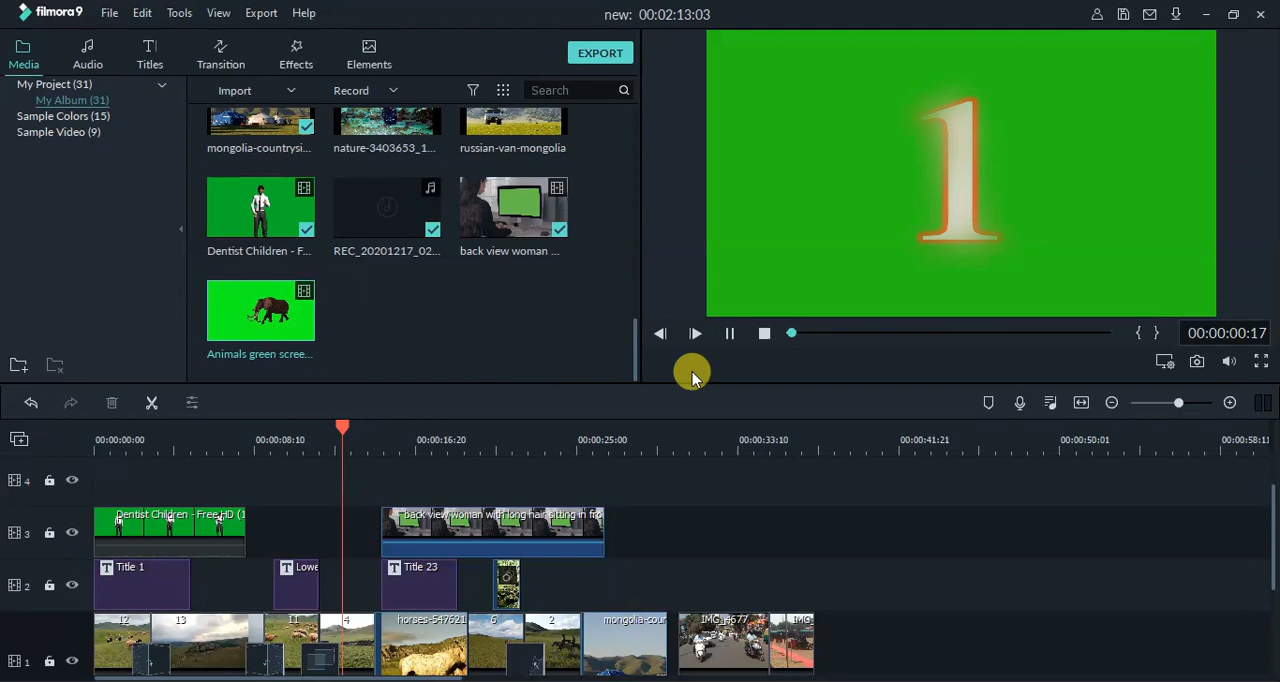 filmora9 File Edit Tools View Export Help new: 00:02:13:03
Media Audio Titles Transition Effects Elements EXPORT
My Project (31)
My Album (31)
Sample Colors (15)
Sample Video (9)
Import Record Search
mongolia-countrysi... nature-3403653_1... russian-van-mongolia
Dentist Children - F... REC_20201217_02... back view woman ...
Animals green scree...
1
00:00:00:17
00:00:00:00 00:00:08:10 00:00:16:20 00:00:25:00 00:00:33:10 00:00:41:21 00:00:50:01 00:00:58:11
4
3 Dentist Children - Free HD (1 back view woman with long hair sitting in fro
2 T Title 1 T Lowe T Title 23
1 12 13 11 4 horses-547621 6 2 mongolia-cour IMG_4677 IMG